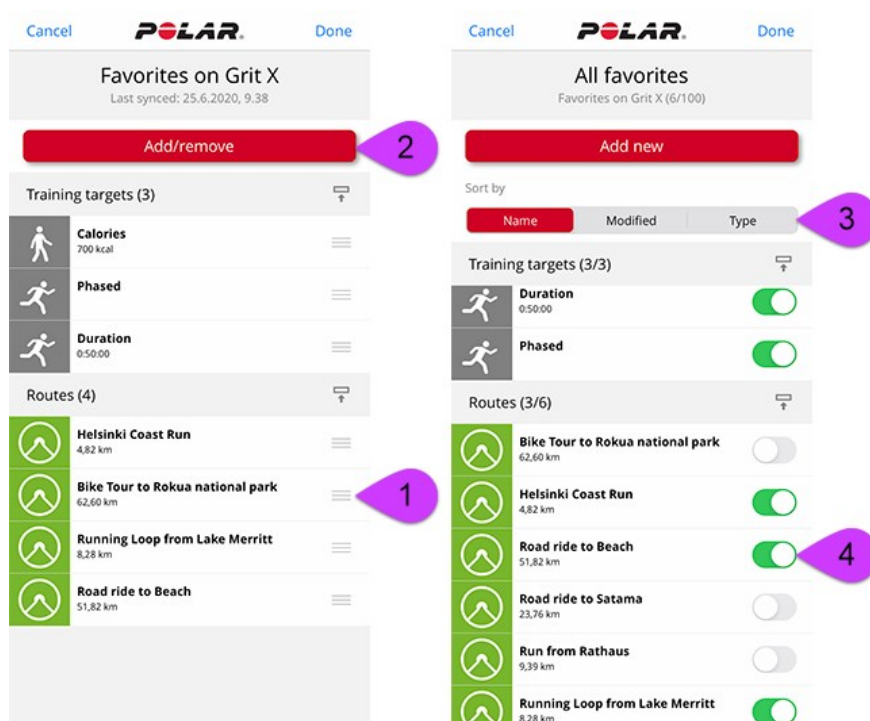 Cancel POLAR. Done
Favorites on Grit X
Last synced: 25.6.2020, 9.38
Add/remove
2
Training targets (3)
Calories
700 kcal
Phased
Duration
0:50:00
Routes (4)
Helsinki Coast Run
4,82 km
Bike Tour to Rokua national park
62,60 km
1
Running Loop from Lake Merritt
8,28 km
Road ride to Beach
51,82 km
Cancel POLAR. Done
All favorites
Favorites on Grit X (6/100)
Add new
Sort by
Name Modified Type
3
Training targets (3/3)
Duration
0:50:00
Phased
Routes (3/6)
Bike Tour to Rokua national park
62,60 km
Helsinki Coast Run
4,82 km
Road ride to Beach
51,82 km
4
Road ride to Satama
23,76 km
Run from Rathaus
9,39 km
Running Loop from Lake Merritt
8,28 km